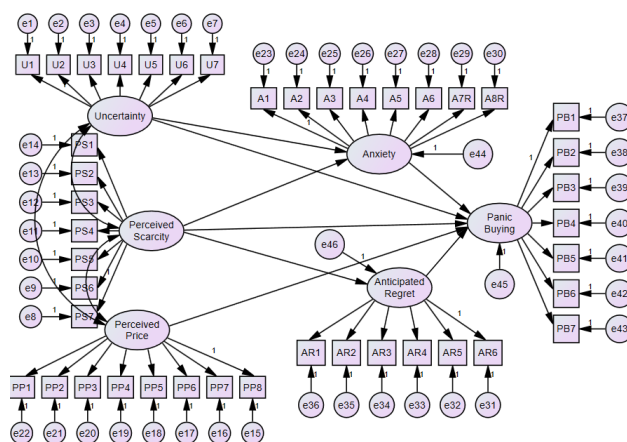 e1 e2 e3 e4 e5 e6 e7
1 1 1 1 1 1 1
U1 U2 U3 U4 U5 U6 U7
Uncertainty
e23 e24 e25 e26 e28 e29 e30
1 1 1 1 1 1 1
A1 A2 A3 A4 A5 A6 A7R A8R
1
Anxiety
1 e44
e14 1 PS1
e13 1 PS2
e12 1 PS3
e11 1 PS4
e10 1 PS5
e9 1 PS6
e8 1 PS7
1
Perceived
Scarcity
Perceived
Price
1
PP1 PP2 PP3 PP4 PP5 PP6 PP7 PP8
1 1 1 1 1 1 1 1
e22 e21 e20 e19 e18 e17 e16 e15
e46
1
Anticipated
Regret
1
AR1 AR2 AR3 AR4 AR5 AR6
1 1 1 1 1 1
e36 e35 e34 e33 e32 e31
Panic
Buying
1
e45
1
PB1 1 e37
PB2 1 e38
PB3 1 e39
PB4 1 e40
PB5 1 e41
PB6 1 e42
PB7 1 e43